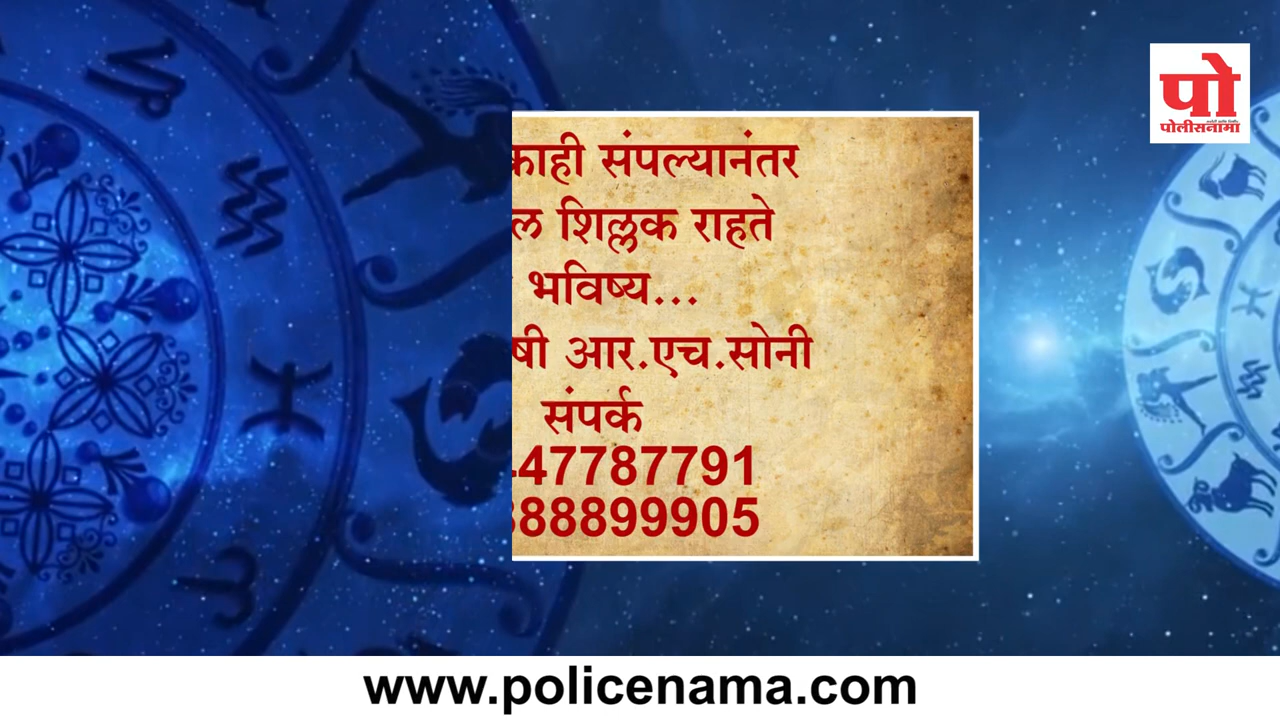 पो
पोलीसनामा
काही संपल्यानंतर
शिल्लक राहते
भविष्य...
आर.एच.सोनी
संपर्क
47787791
88899905
www.policenama.com